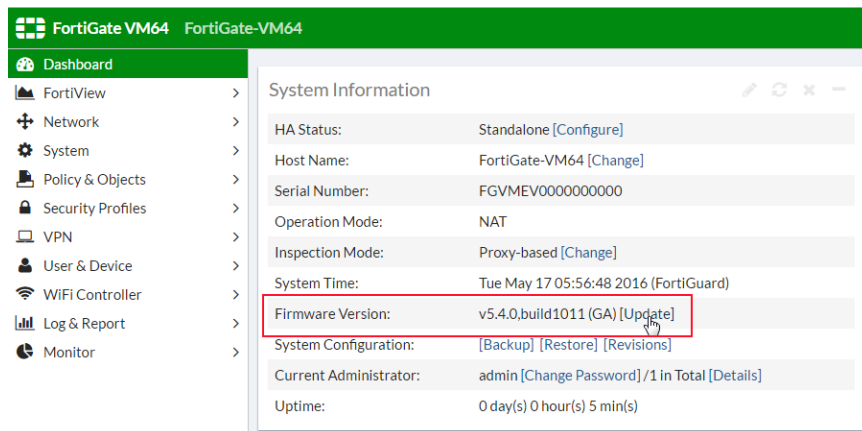 FortiGate VM64 FortiGate-VM64
Dashboard
FortiView
Network
System
Policy & Objects
Security Profiles
VPN
User & Device
WiFi Controller
Log & Report
Monitor
System Information
HA Status: Standalone [Configure]
Host Name: FortiGate-VM64 [Change]
Serial Number: FGVMEV0000000000
Operation Mode: NAT
Inspection Mode: Proxy-based [Change]
System Time: Tue May 17 05:56:48 2016 (FortiGuard)
Firmware Version: v5.4.0,build1011 (GA) [Update]
System Configuration: [Backup] [Restore] [Revisions]
Current Administrator: admin [Change Password] /1 in Total [Details]
Uptime: 0 day(s) 0 hour(s) 5 min(s)